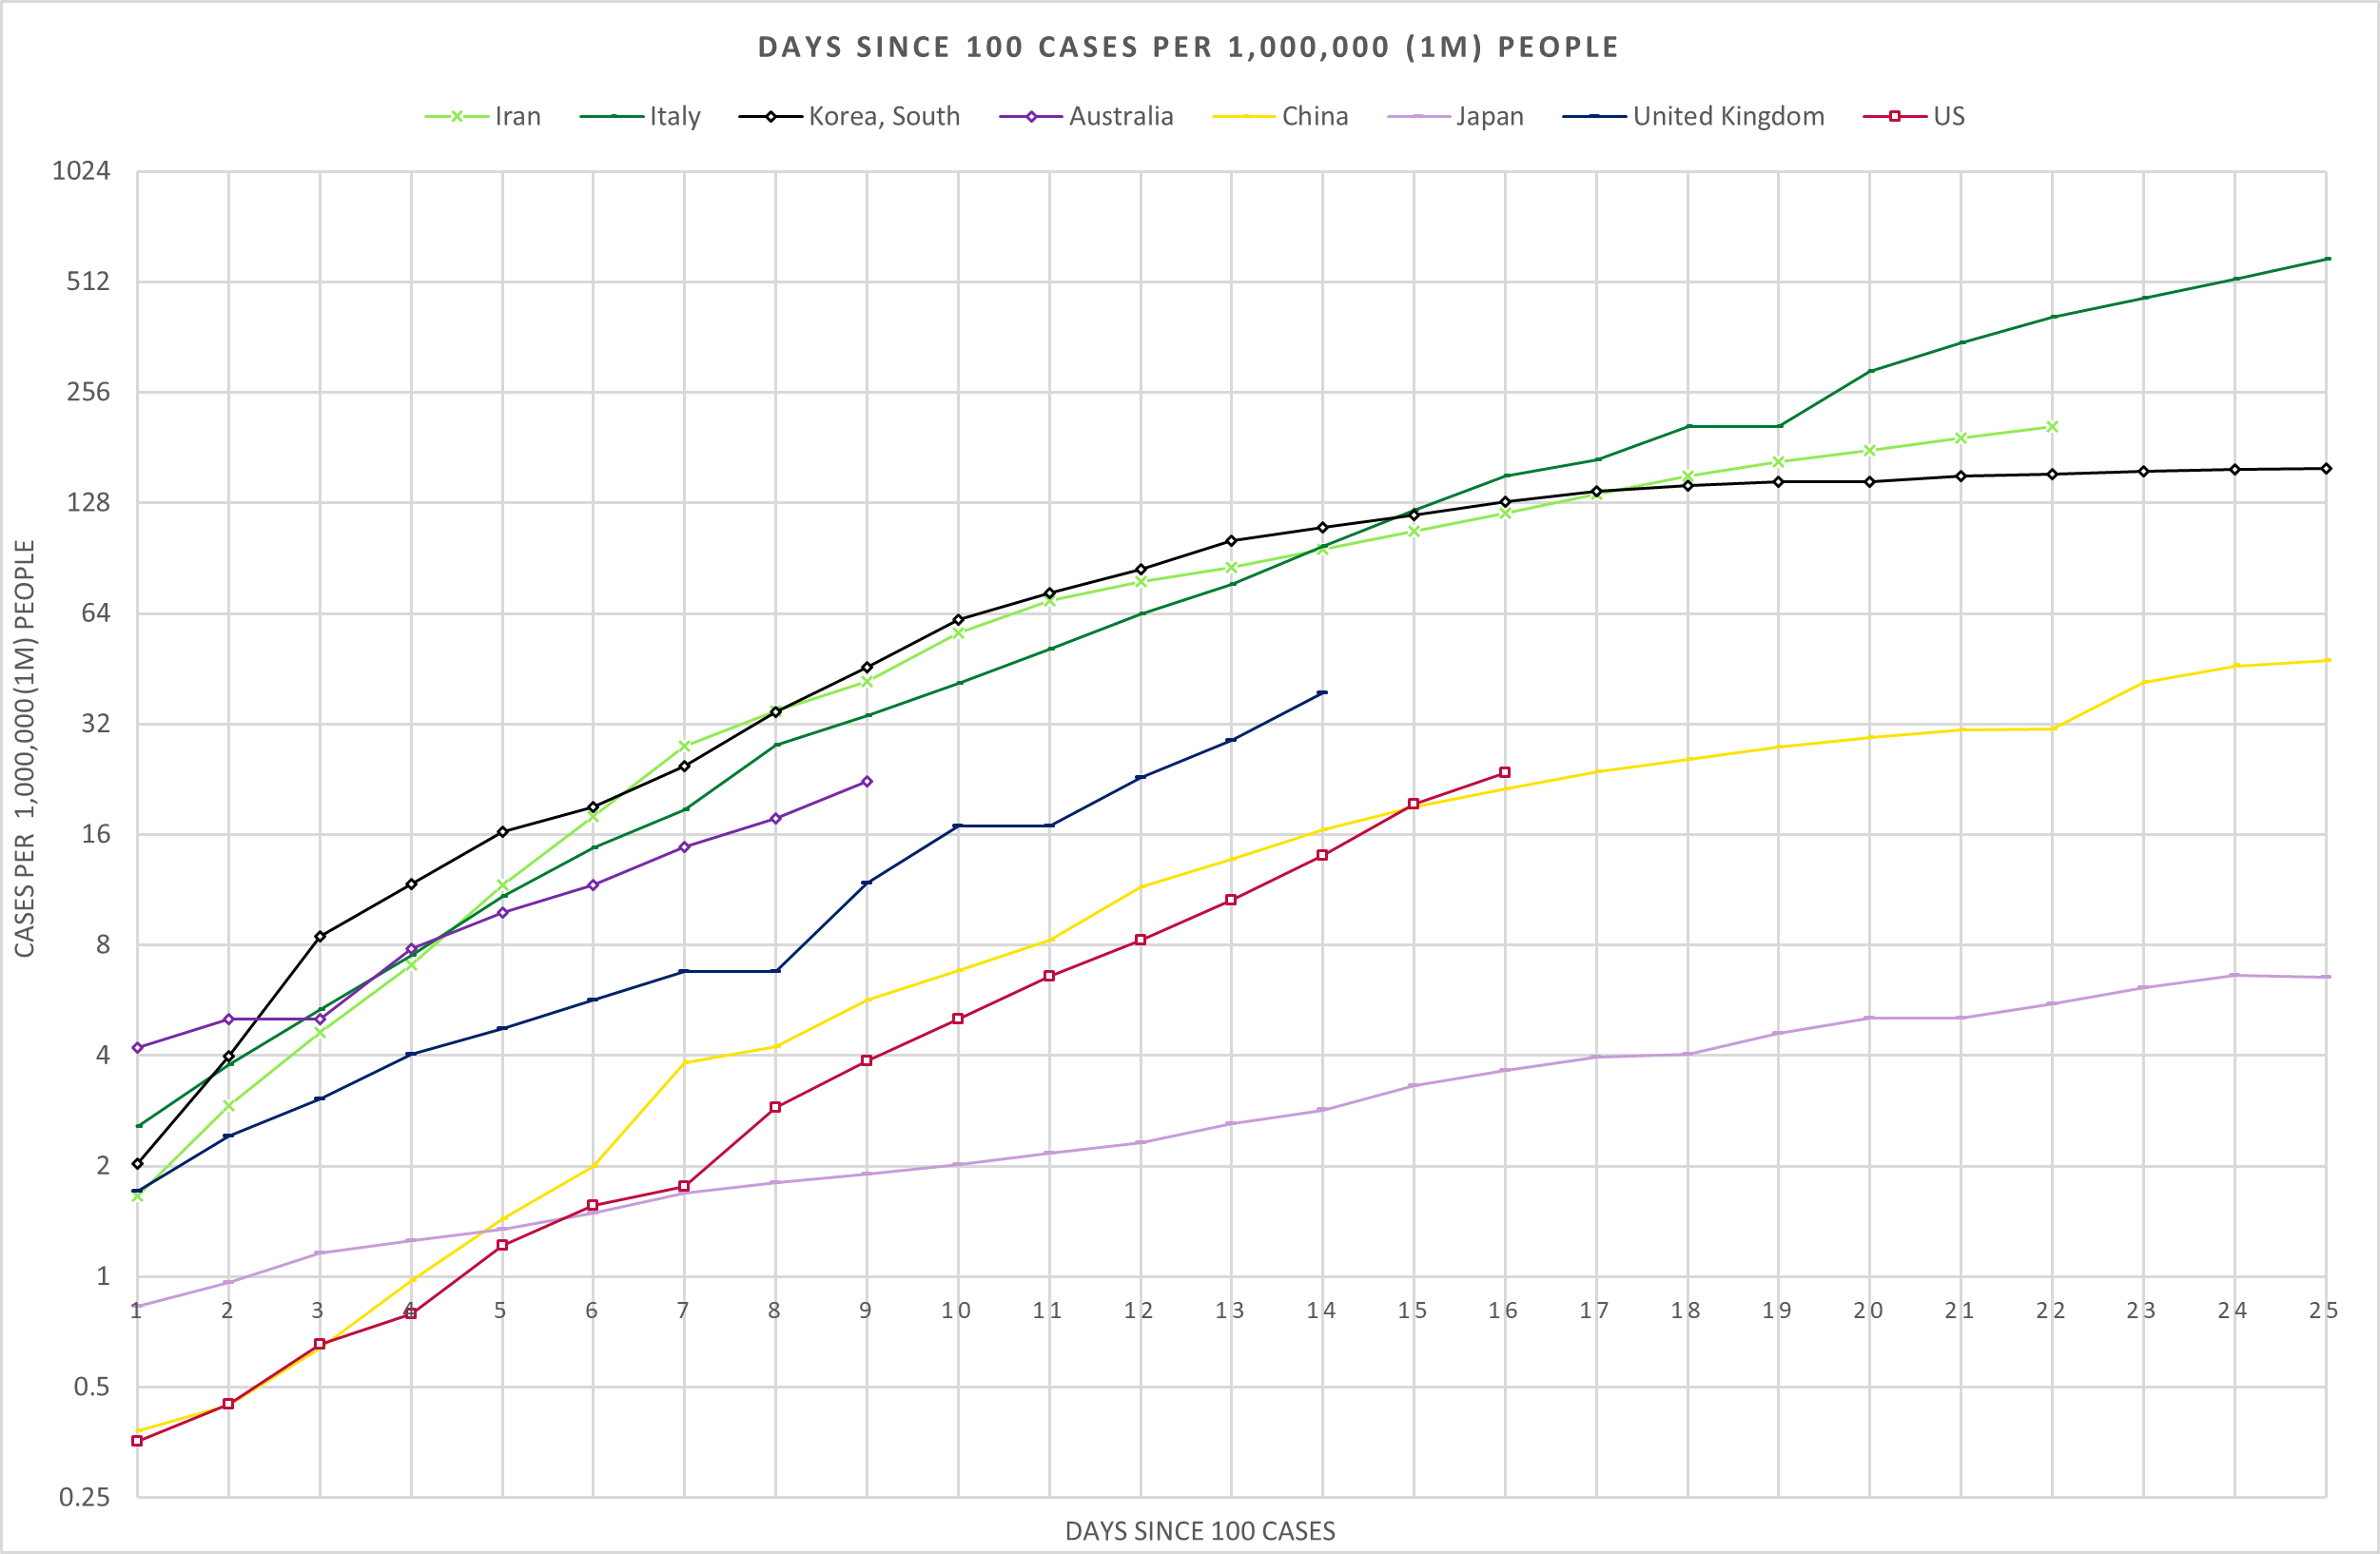 DAYS SINCE 100 CASES PER 1,000,000 (1M) PEOPLE
Iran Italy Korea, South Australia China Japan United Kingdom US
1024
512
256
128
64
32
16
8
4
2
1
1 2 3 4 5 6 7 8 9 10 11 12 13 14 15 16 17 18 19 20 21 22 23 24 25
0.5
0.25
CASES PER 1,000,000 (1M) PEOPLE
DAYS SINCE 100 CASES